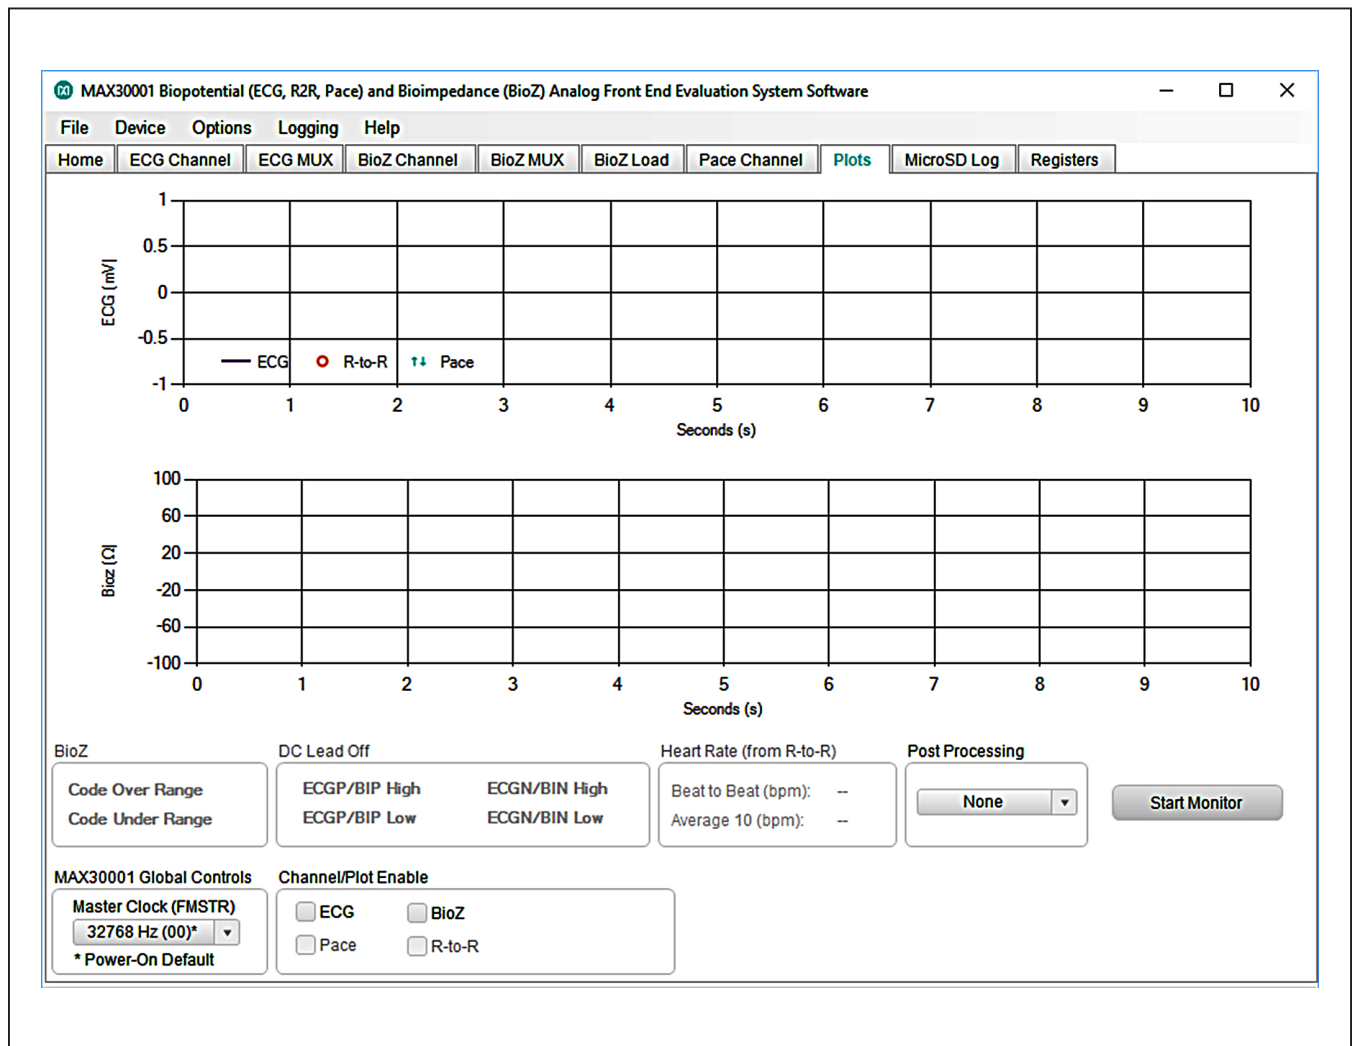 MAX30001 Biopotential (ECG, R2R, Pace) and Bioimpedance (BioZ) Analog Front End Evaluation System Software
File Device Options Logging Help
Home ECG Channel ECG MUX BioZ Channel BioZ MUX BioZ Load Pace Channel Plots MicroSD Log Registers
1
0.5
0
-0.5
-1
ECG (mV)
ECG R-to-R Pace
0 1 2 3 4 5 6 7 8 9 10
Seconds (s)
100
60
20
-20
-60
-100
Bioz (Ω)
0 1 2 3 4 5 6 7 8 9 10
Seconds (s)
BioZ
Code Over Range
Code Under Range
DC Lead Off
ECGP/BIP High ECGN/BIN High
ECGP/BIP Low ECGN/BIN Low
Heart Rate (from R-to-R)
Beat to Beat (bpm): --
Average 10 (bpm): --
Post Processing
None
Start Monitor
MAX30001 Global Controls
Master Clock (FMSTR)
32768 Hz (00)*
* Power-On Default
Channel/Plot Enable
ECG BioZ
Pace R-to-R